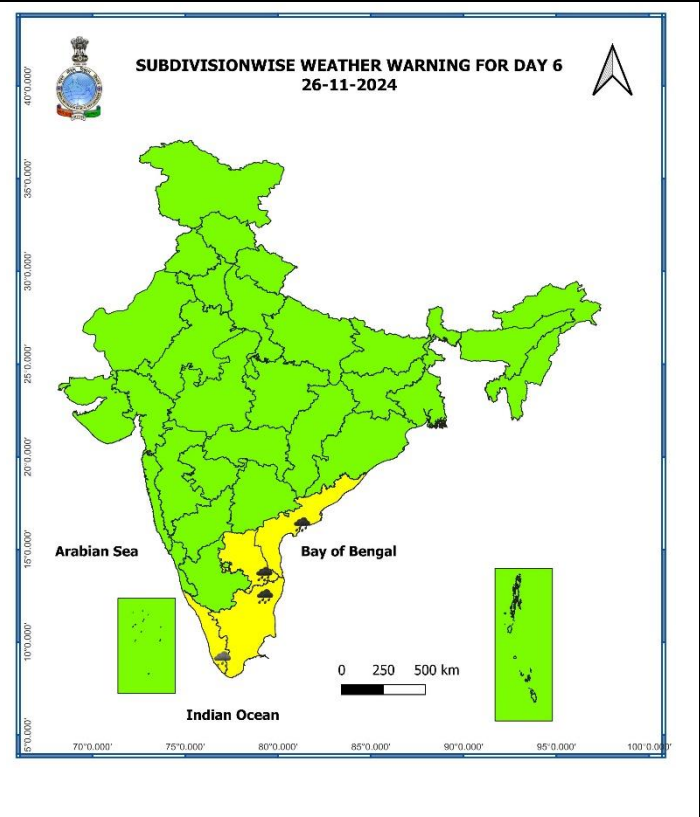 SUBDIVISIONWISE WEATHER WARNING FOR DAY 6
26-11-2024
40°0.000'
35°0.000'
30°0.000'
25°0.000'
20°0.000'
15°0.000'
10°0.000'
5°0.000'
Arabian Sea
Bay of Bengal
0 250 500 km
Indian Ocean
70°0.000' 75°0.000' 80°0.000' 85°0.000' 90°0.000' 95°0.000' 100°0.000'